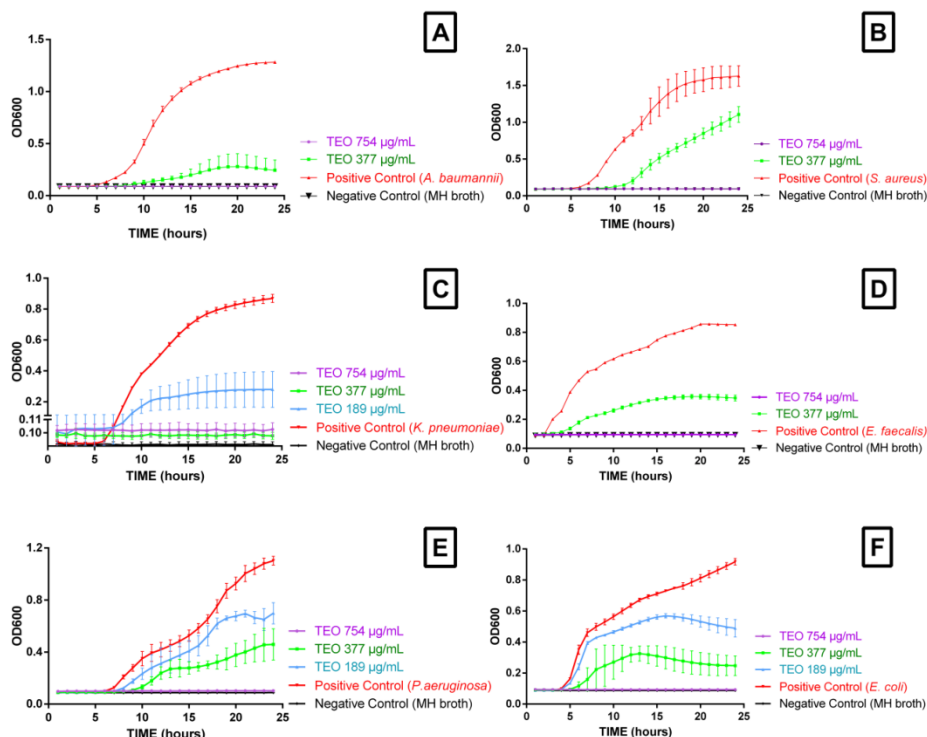 A
1.5
1.0
0.5
0.0
OD600
0 5 10 15 20 25
TIME (hours)
TEO 754 µg/mL
TEO 377 µg/mL
Positive Control (A. baumannii)
Negative Control (MH broth)
B
2.0
1.5
1.0
0.5
0.0
OD600
0 5 10 15 20 25
TIME (hours)
TEO 754 µg/mL
TEO 377 µg/mL
Positive Control (S. aureus)
Negative Control (MH broth)
C
1.0
0.8
0.6
0.4
0.2
0.11
0.10
OD600
0 5 10 15 20 25
TIME (hours)
TEO 754 µg/mL
TEO 377 µg/mL
TEO 189 µg/mL
Positive Control (K. pneumoniae)
Negative Control (MH broth)
D
1.0
0.8
0.6
0.4
0.2
0.0
OD600
0 5 10 15 20 25
TIME (hours)
TEO 754 µg/mL
TEO 377 µg/mL
Positive Control (E. faecalis)
Negative Control (MH broth)
E
1.2
0.8
0.4
0.0
OD600
0 5 10 15 20 25
TIME (hours)
TEO 754 µg/mL
TEO 377 µg/mL
TEO 189 µg/mL
Positive Control (P.aeruginosa)
Negative Control (MH broth)
F
1.0
0.8
0.6
0.4
0.2
0.0
OD600
0 5 10 15 20 25
TIME (hours)
TEO 754 µg/mL
TEO 377 µg/mL
TEO 189 µg/mL
Positive Control (E. coli)
Negative Control (MH broth)